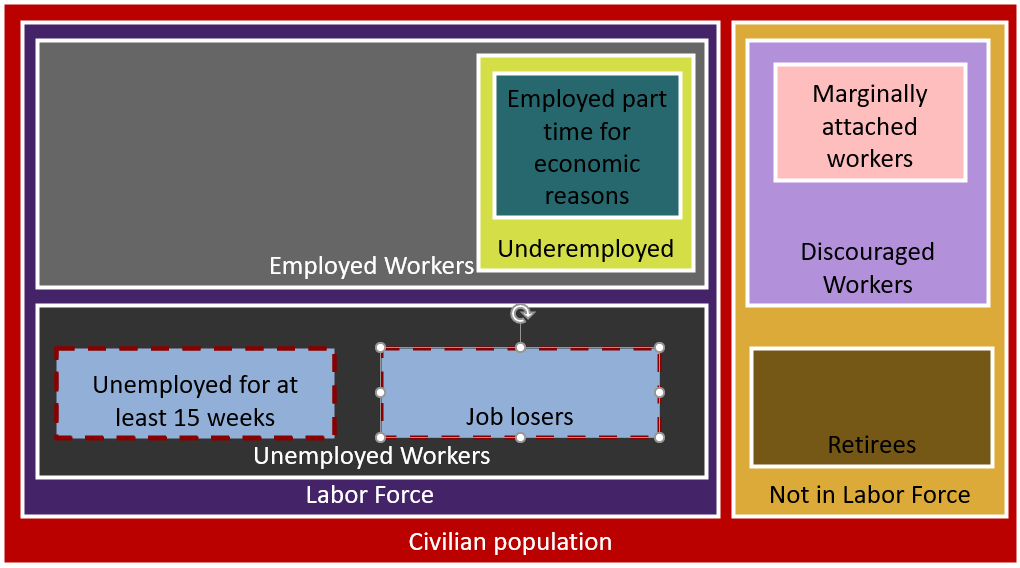 Employed part
time for
economic
reasons
Underemployed
Employed Workers
Unemployed for at
least 15 weeks
Job losers
Unemployed Workers
Labor Force
Marginally
attached
workers
Discouraged
Workers
Retirees
Not in Labor Force
Civilian population